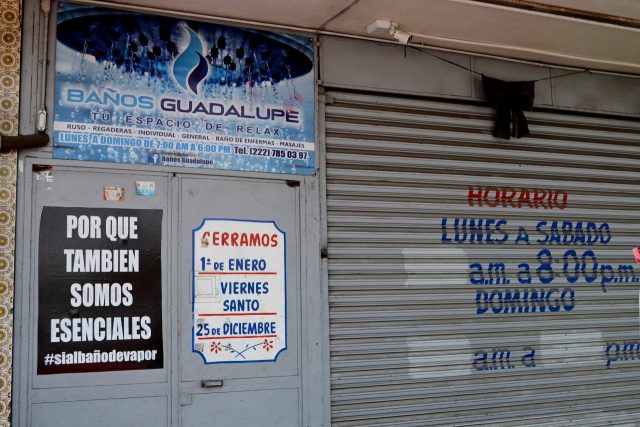 BAÑOS GUADALUPE
TU ESPACIO DE RELAX
RUSO - REGADERAS - INDIVIDUAL - GENERAL - BAÑO DE ENFERMAS - MASAJES
LUNES A DOMINGO DE 7:00 AM A 6:00 PM Tel. (222) 785 03 97
Baños Guadalupe
POR QUE
TAMBIEN
SOMOS
ESENCIALES
#sialbañodevapor
CERRAMOS
1º DE ENERO
VIERNES
SANTO
25 DE DICIEMBRE
HORARIO
LUNES A SABADO
a.m. a 8:00 p.m.
DOMINGO
a.m. a pm